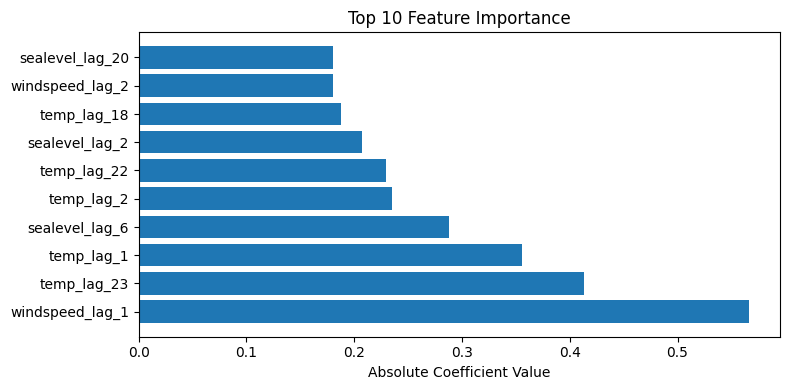 Top 10 Feature Importance
sealevel_lag_20
windspeed_lag_2
temp_lag_18
sealevel_lag_2
temp_lag_22
temp_lag_2
sealevel_lag_6
temp_lag_1
temp_lag_23
windspeed_lag_1
0.0 0.1 0.2 0.3 0.4 0.5
Absolute Coefficient Value